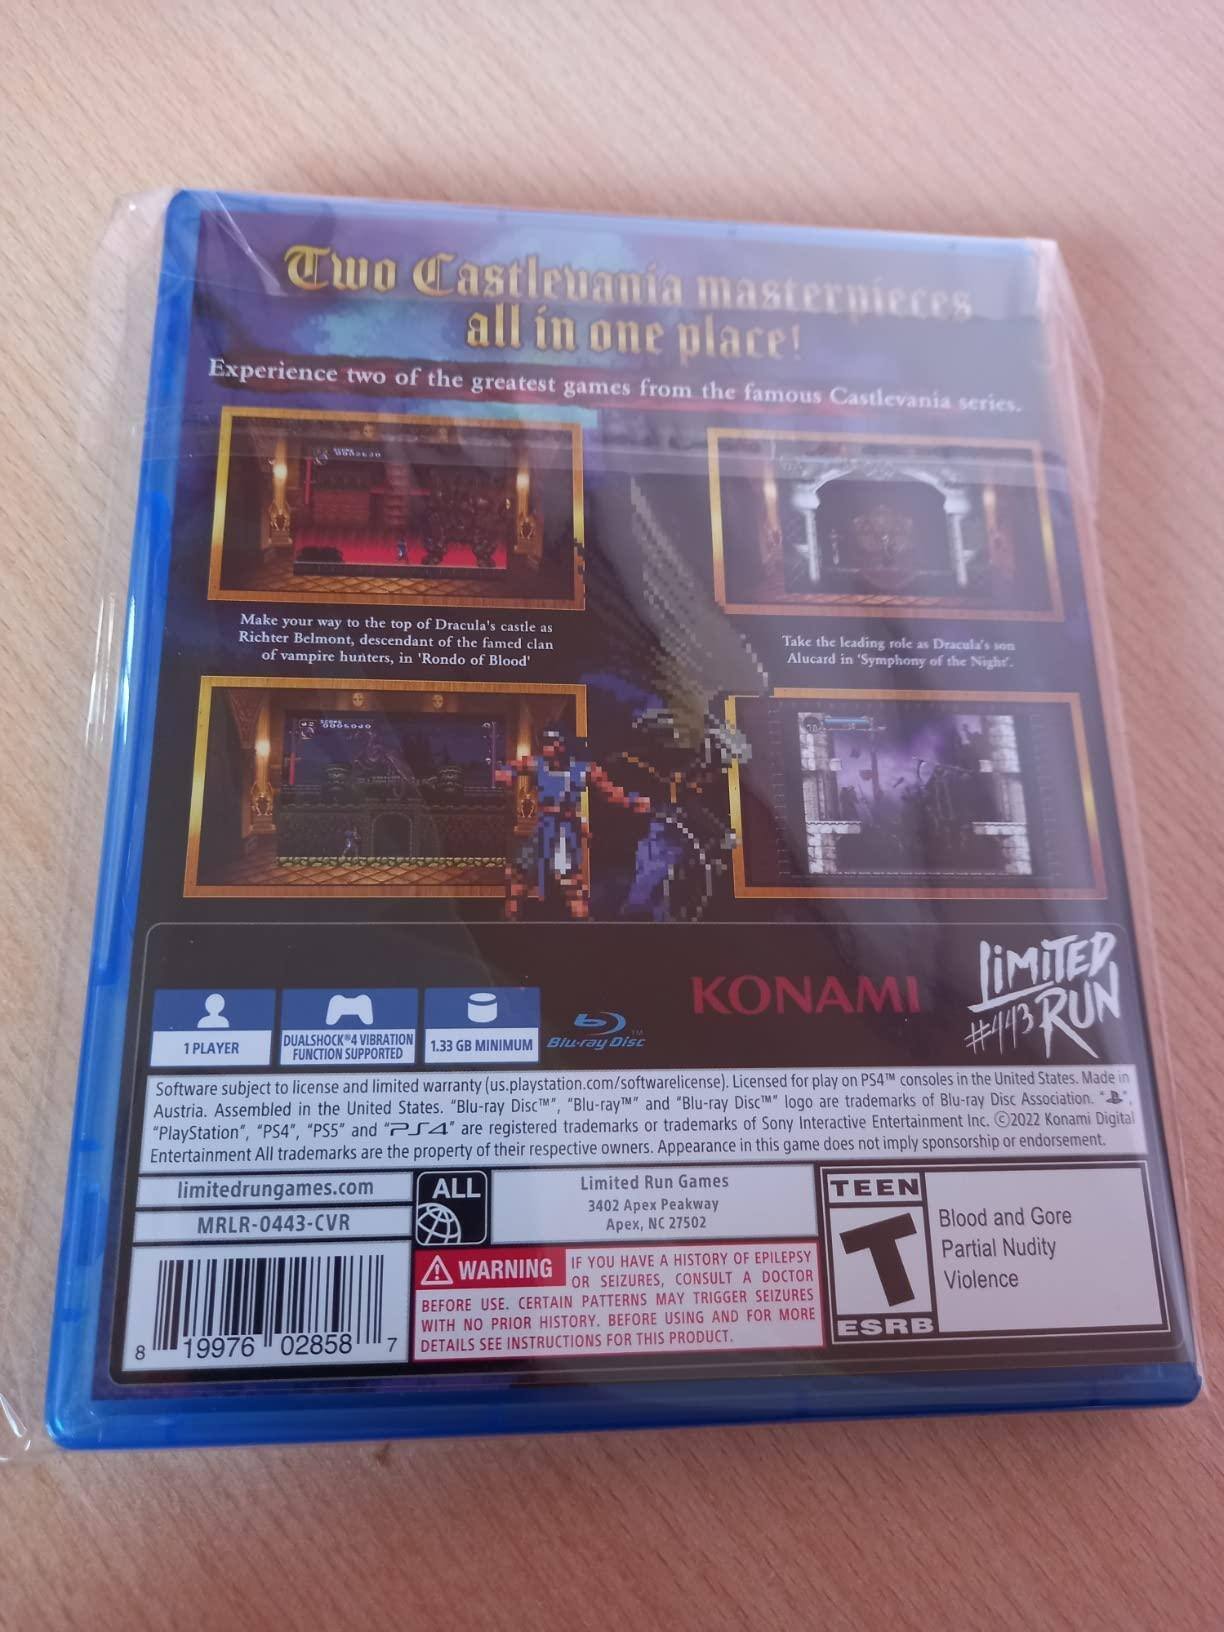 Two Castlevania masterpieces
all in one place!
Experience two of the greatest games from the famous Castlevania series.
Make your way to the top of Dracula's castle as
Richter Belmont, descendant of the famed clan
of vampire hunters, in 'Rondo of Blood'
Take the leading role as Dracula's son
Alucard in 'Symphony of the Night'.
SCORE
1 PLAYER
DUALSHOCK®4 VIBRATION
FUNCTION SUPPORTED
1.33 GB MINIMUM
Blu-ray Disc™
KONAMI
LIMITED
RUN
#443
Software subject to license and limited warranty (us.playstation.com/softwarelicense). Licensed for play on PS4™ consoles in the United States. Made in
Austria. Assembled in the United States. "Blu-ray Disc™", "Blu-ray™" and "Blu-ray Disc™" logo are trademarks of Blu-ray Disc Association. "PS",
"PlayStation", "PS4", "PS5" and "PS4" are registered trademarks or trademarks of Sony Interactive Entertainment Inc. ©2022 Konami Digital
Entertainment All trademarks are the property of their respective owners. Appearance in this game does not imply sponsorship or endorsement.
limitedrungames.com
MRLR-0443-CVR
ALL
Limited Run Games
3402 Apex Peakway
Apex, NC 27502
WARNING IF YOU HAVE A HISTORY OF EPILEPSY
OR SEIZURES, CONSULT A DOCTOR
BEFORE USE. CERTAIN PATTERNS MAY TRIGGER SEIZURES
WITH NO PRIOR HISTORY. BEFORE USING AND FOR MORE
DETAILS SEE INSTRUCTIONS FOR THIS PRODUCT.
TEEN
T
ESRB
Blood and Gore
Partial Nudity
Violence
8 19976 02858 7